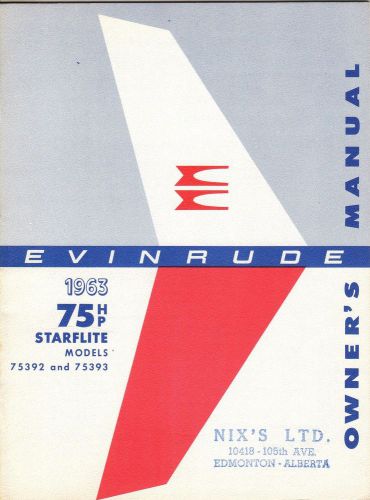 EVINRUDE
1963
75 HP
STARFLITE
MODELS
75392 and 75393
OWNER'S MANUAL
NIX'S LTD.
10418 - 105th AVE.
EDMONTON - ALBERTA